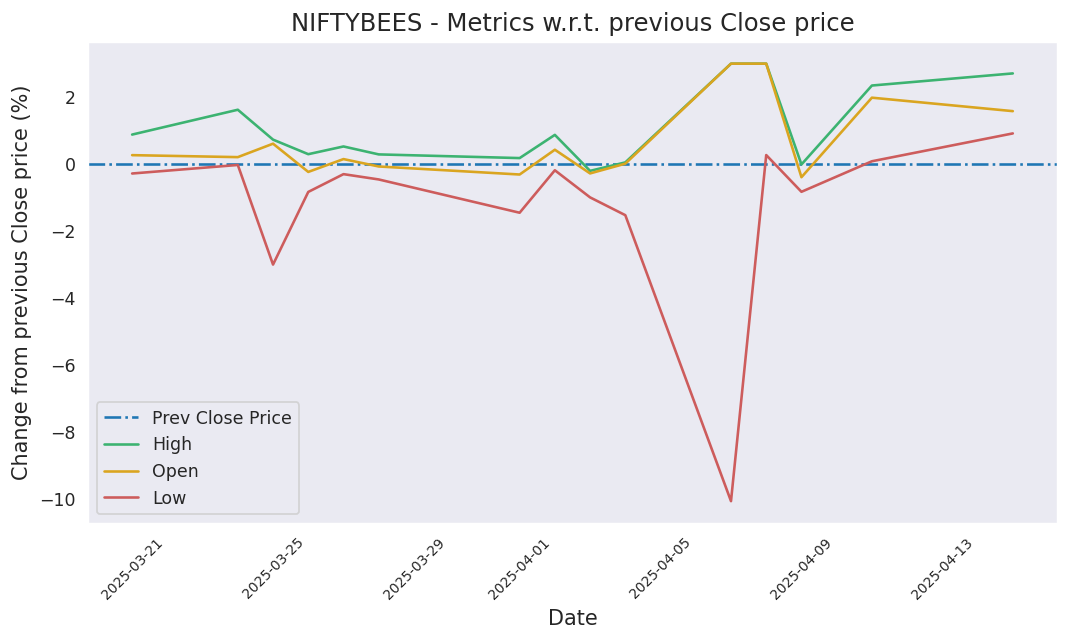 NIFTYBEES - Metrics w.r.t. previous Close price
Change from previous Close price (%)
2
0
−2
−4
−6
−8
−10
Prev Close Price
High
Open
Low
2025-03-21
2025-03-25
2025-03-29
2025-04-01
2025-04-05
2025-04-09
2025-04-13
Date